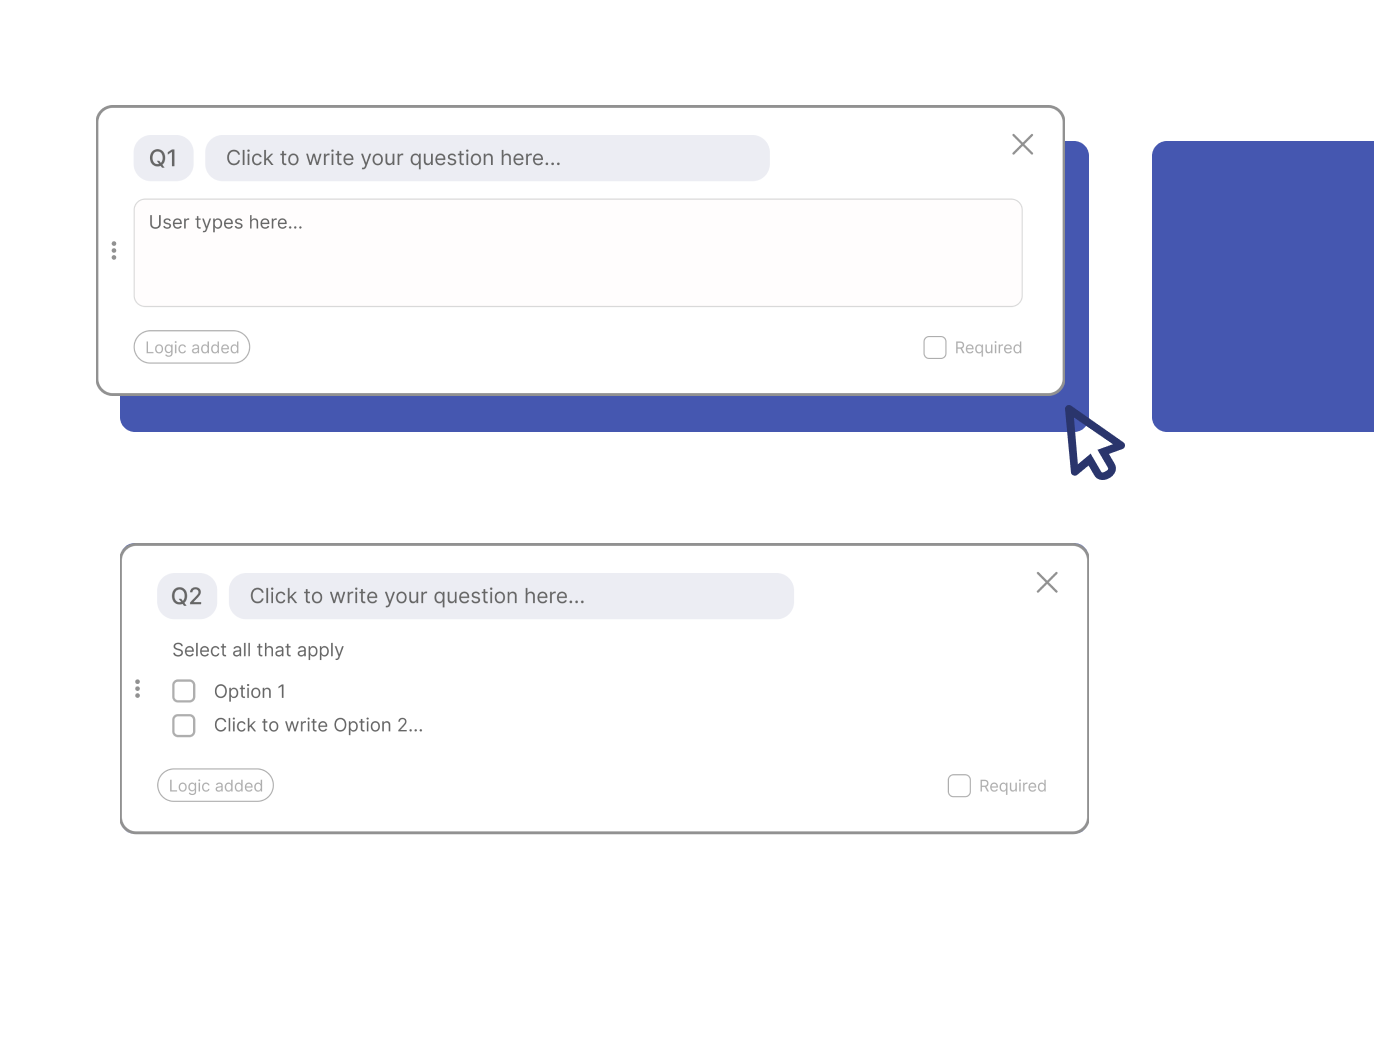 Q1 Click to write your question here...
User types here...
Logic added Required
Q2 Click to write your question here...
Select all that apply
Option 1
Click to write Option 2...
Logic added Required